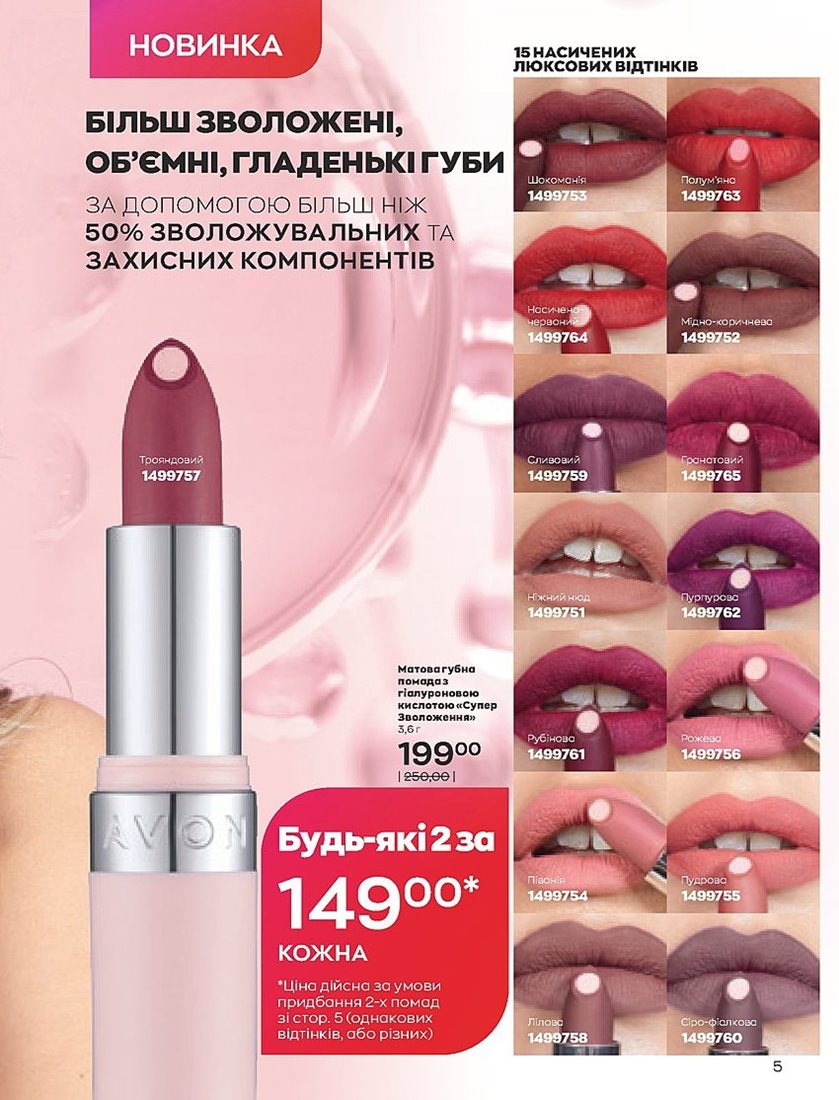 НОВИНКА
БІЛЬШ ЗВОЛОЖЕНІ,
ОБ'ЄМНІ, ГЛАДЕНЬКІ ГУБИ
ЗА ДОПОМОГОЮ БІЛЬШ НІЖ
50% ЗВОЛОЖУВАЛЬНИХ ТА
ЗАХИСНИХ КОМПОНЕНТІВ
Трояндовий
1499757
AVON
Матова губна
помада з
гіалуроновою
кислотою «Супер
Зволоження»
3,6 г
199⁰⁰
| 250,00 |
Будь-які 2 за
149⁰⁰*
КОЖНА
*Ціна дійсна за умови
придбання 2-х помад
зі стор. 5 (однакових
відтінків, або різних)
15 НАСИЧЕНИХ
ЛЮКСОВИХ ВІДТІНКІВ
Шокоманія
1499753
Полум'яна
1499763
Насичено-
червоний
1499764
Мідно-коричнева
1499752
Сливовий
1499759
Гранатовий
1499765
Ніжний нюд
1499751
Пурпурова
1499762
Рубінова
1499761
Рожева
1499756
Півонія
1499754
Пудрова
1499755
Лілова
1499758
Сіро-фіалкова
1499760
5